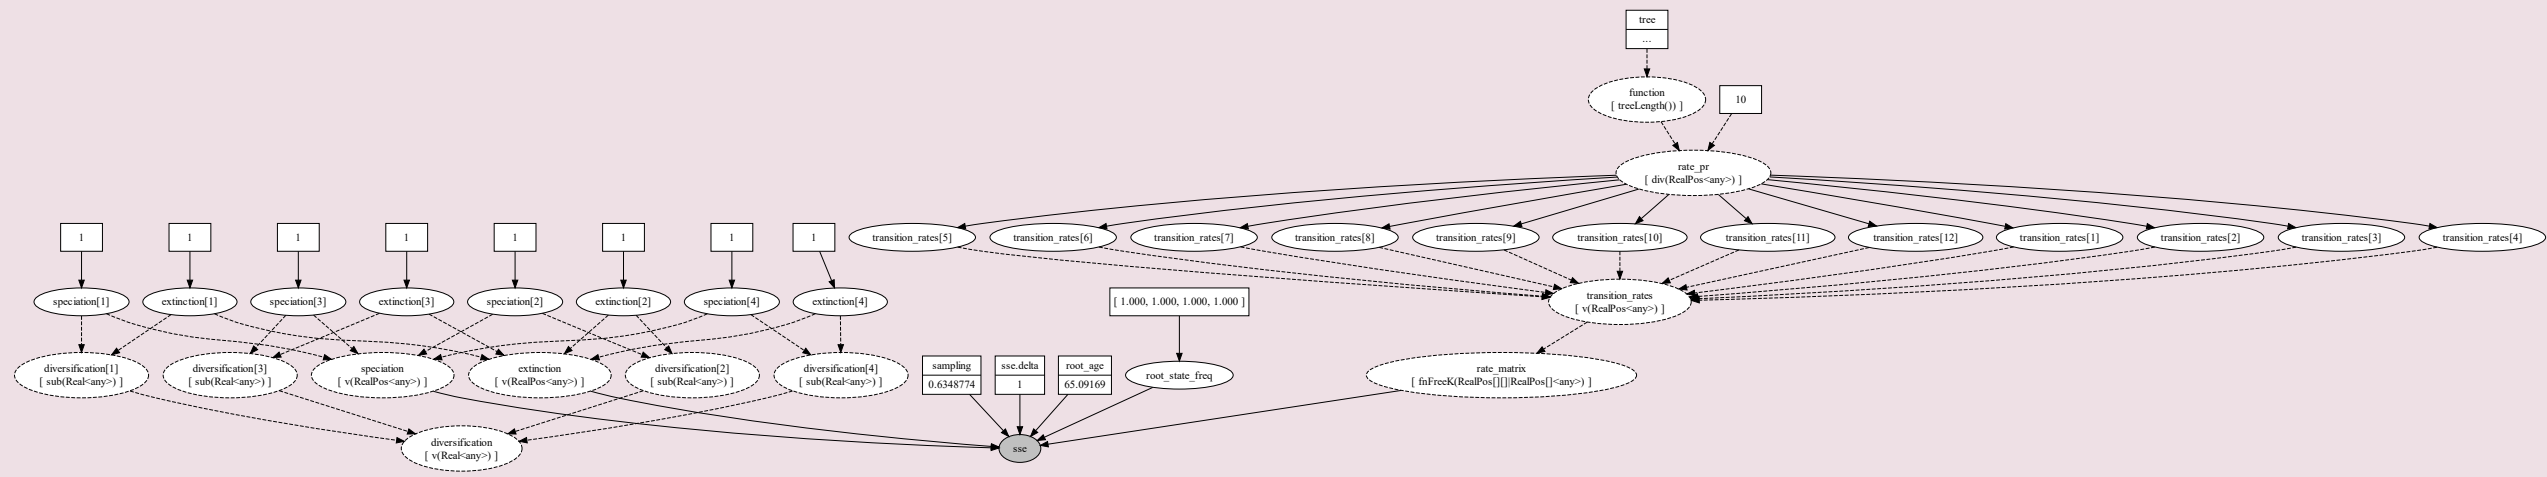 tree
...
function
[ treeLength()) ]
10
rate_pr
[ div(RealPos<any>) ]
1
1
1
1
1
1
1
1
transition_rates[5]
transition_rates[6]
transition_rates[7]
transition_rates[8]
transition_rates[9]
transition_rates[10]
transition_rates[11]
transition_rates[12]
transition_rates[1]
transition_rates[2]
transition_rates[3]
transition_rates[4]
speciation[1]
extinction[1]
speciation[3]
extinction[3]
speciation[2]
extinction[2]
speciation[4]
extinction[4]
[ 1.000, 1.000, 1.000, 1.000 ]
transition_rates
[ v(RealPos<any>) ]
diversification[1]
[ sub(Real<any>) ]
diversification[3]
[ sub(Real<any>) ]
speciation
[ v(RealPos<any>) ]
extinction
[ v(RealPos<any>) ]
diversification[2]
[ sub(Real<any>) ]
diversification[4]
[ sub(Real<any>) ]
sampling
0.6348774
sse.delta
1
root_age
65.09169
root_state_freq
rate_matrix
[ fnFreeK(RealPos[][]|RealPos[]<any>) ]
diversification
[ v(Real<any>) ]
sse